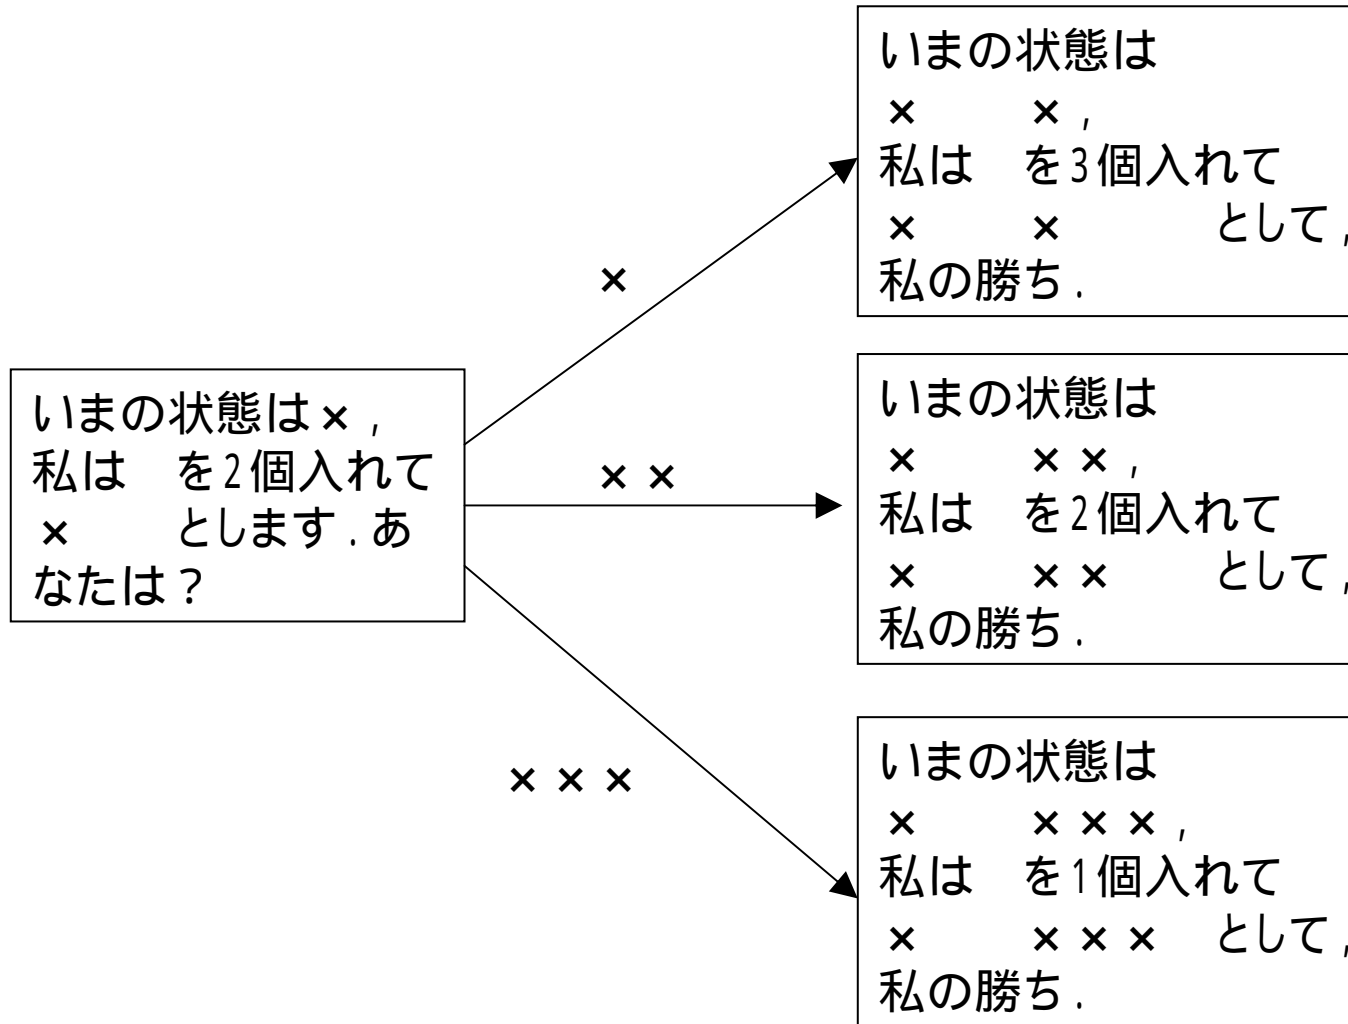 いまの状態は
×　　×，
私は　を3個入れて
×　　×　　　として，
私の勝ち．
×
いまの状態は×，
私は　を2個入れて
×　　とします．あ
なたは？
××
いまの状態は
×　　××，
私は　を2個入れて
×　　××　　として，
私の勝ち．
×××
いまの状態は
×　　×××，
私は　を1個入れて
×　　×××　として，
私の勝ち．